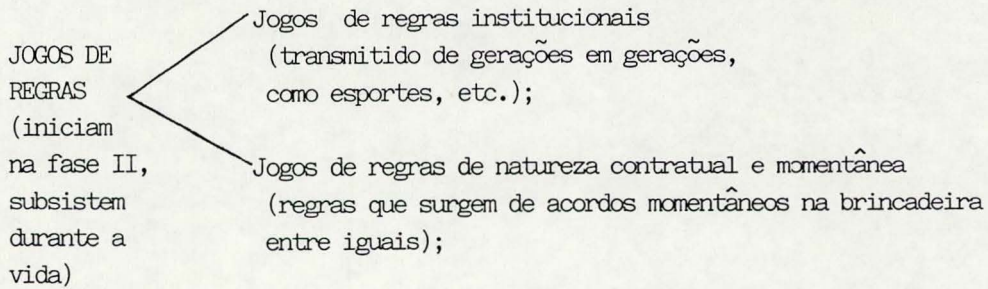 JOGOS DE
REGRAS
(iniciam
na fase II,
subsistem
durante a
vida)
Jogos de regras institucionais
(transmitido de gerações em gerações,
como esportes, etc.);
Jogos de regras de natureza contratual e momentânea
(regras que surgem de acordos momentâneos na brincadeira
entre iguais);